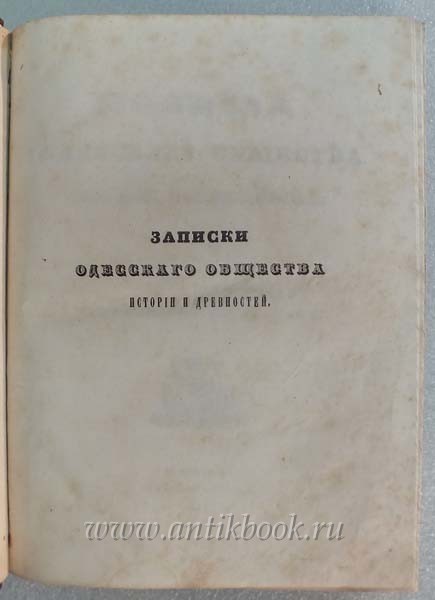 ЗАПИСКИ
ОДЕССКАГО ОБЩЕСТВА
ИСТОРІИ И ДРЕВНОСТЕЙ.
www.antikbook.ru